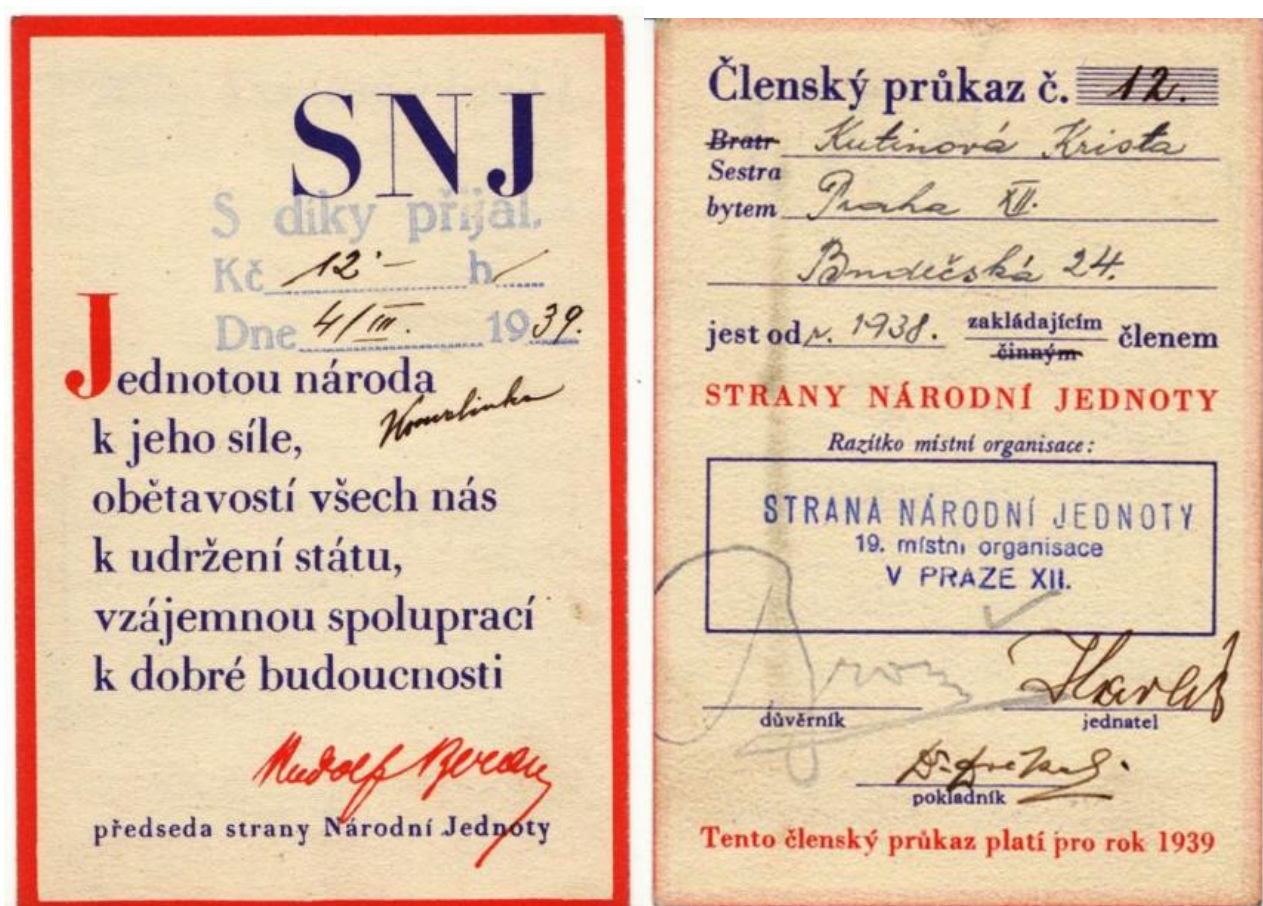 SNJ
S díky přijal.
Kč 12·- h
Dne 4/III. 1939.
Jednotou národa
k jeho síle,
obětavostí všech nás
k udržení státu,
vzájemnou spoluprací
k dobré budoucnosti
Rudolf Beran
předseda strany Národní Jednoty
Členský průkaz č. 12.
Bratr Kutinová Krista
Sestra
bytem Praha XII.
Budečská 24.
jest od r. 1938. zakládajícím členem
činným
STRANY NÁRODNÍ JEDNOTY
Razítko místní organisace:
STRANA NÁRODNÍ JEDNOTY
19. místní organisace
V PRAZE XII.
důvěrník
jednatel
pokladník
Tento členský průkaz platí pro rok 1939